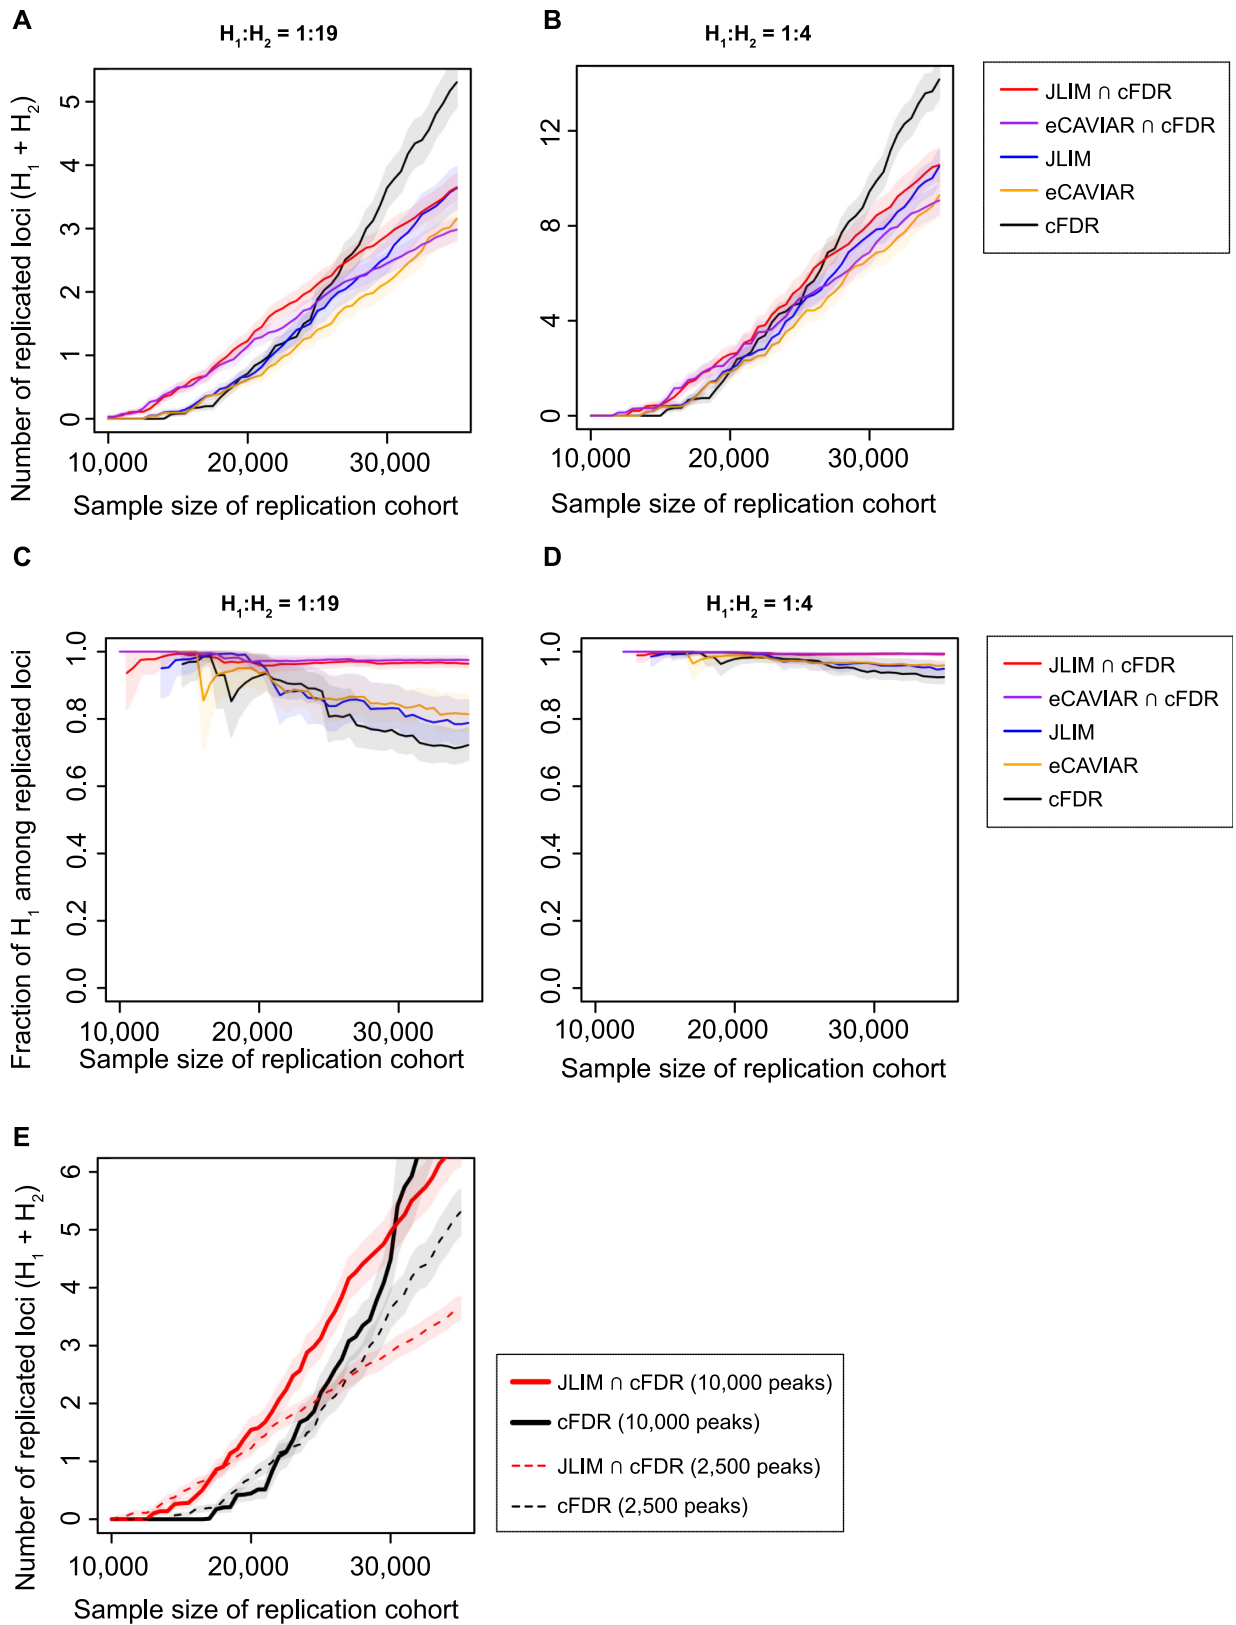 A
H₁:H₂ = 1:19
Number of replicated loci (H₁ + H₂)
0
1
2
3
4
5
10,000
20,000
30,000
Sample size of replication cohort
B
H₁:H₂ = 1:4
0
4
8
12
10,000
20,000
30,000
Sample size of replication cohort
JLIM ∩ cFDR
eCAVIAR ∩ cFDR
JLIM
eCAVIAR
cFDR
C
H₁:H₂ = 1:19
Fraction of H₁ among replicated loci
0.0
0.2
0.4
0.6
0.8
1.0
10,000
20,000
30,000
Sample size of replication cohort
D
H₁:H₂ = 1:4
0.0
0.2
0.4
0.6
0.8
1.0
10,000
20,000
30,000
Sample size of replication cohort
JLIM ∩ cFDR
eCAVIAR ∩ cFDR
JLIM
eCAVIAR
cFDR
E
Number of replicated loci (H₁ + H₂)
0
1
2
3
4
5
6
10,000
20,000
30,000
Sample size of replication cohort
JLIM ∩ cFDR (10,000 peaks)
cFDR (10,000 peaks)
JLIM ∩ cFDR (2,500 peaks)
cFDR (2,500 peaks)